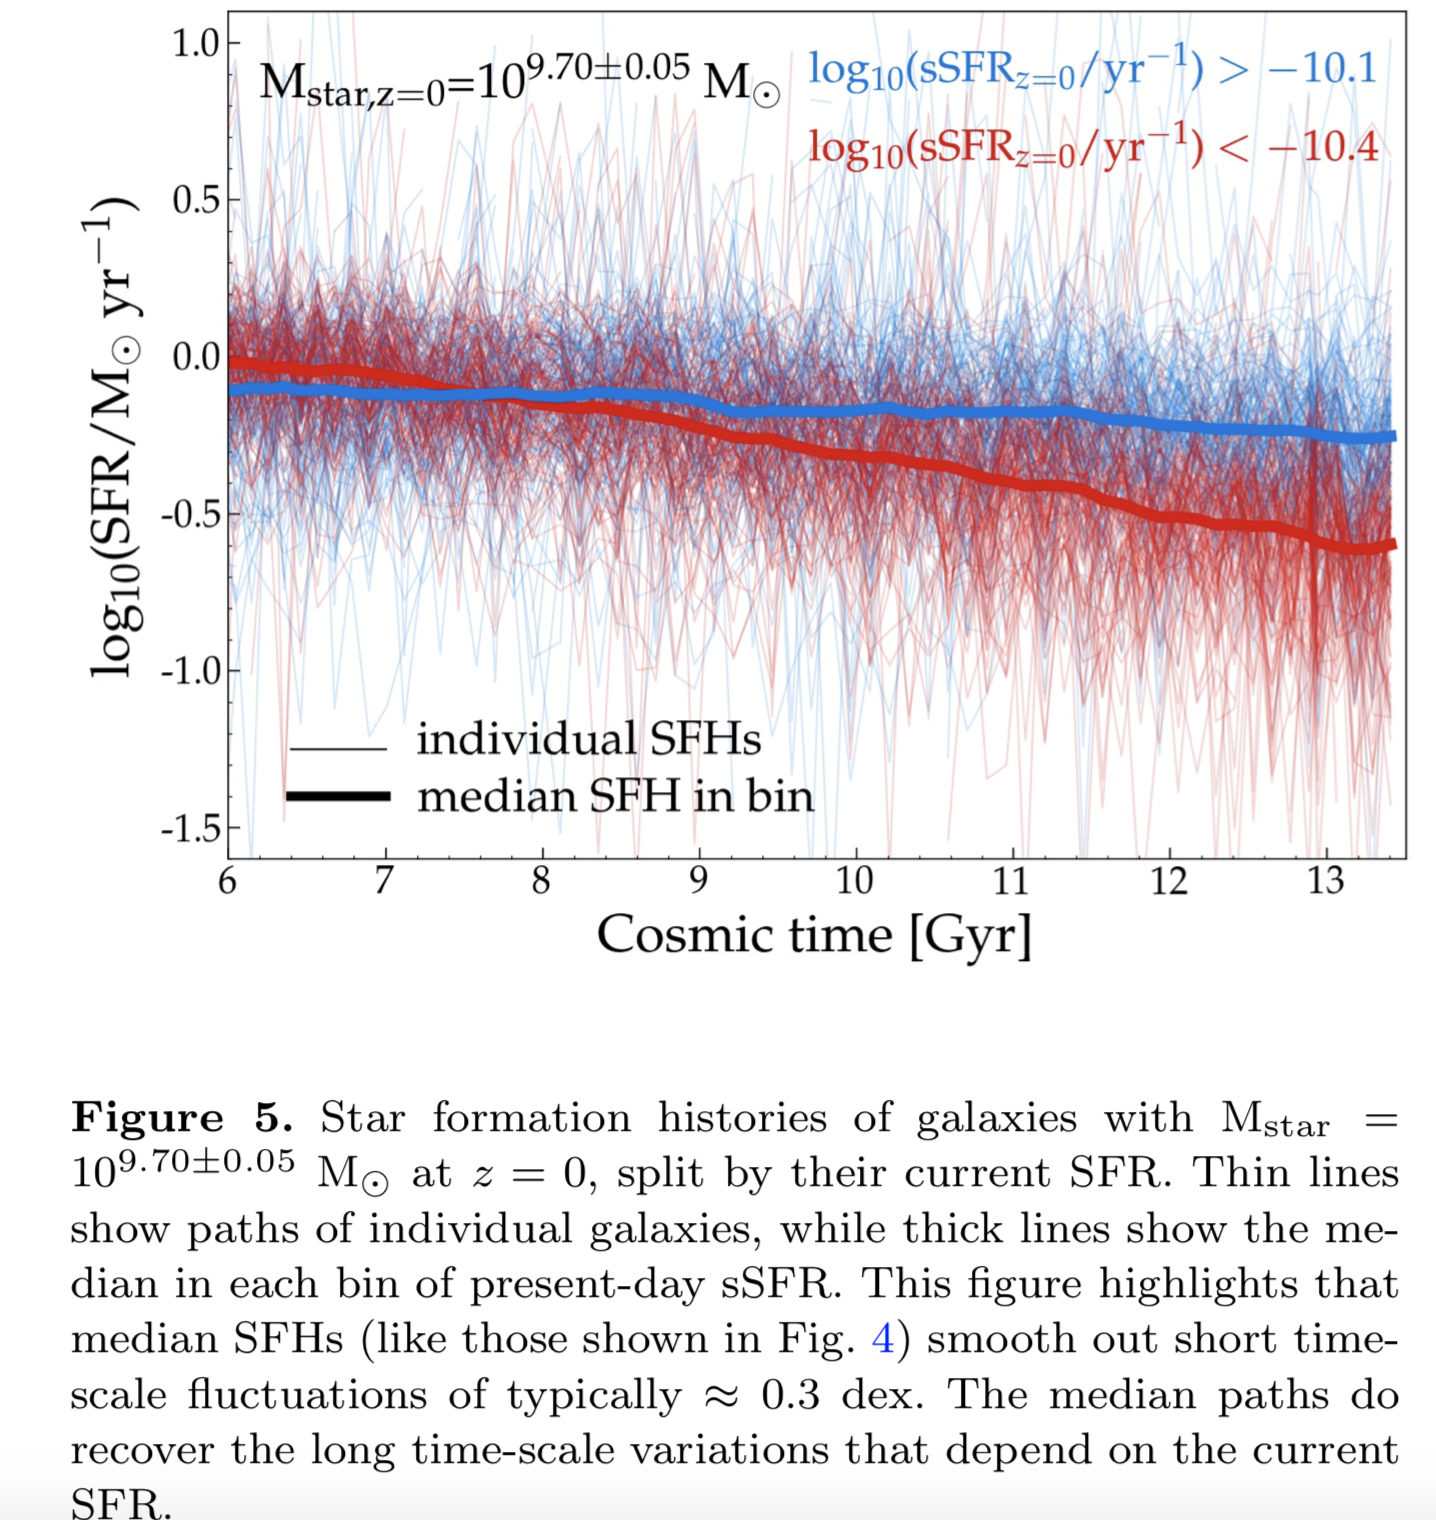 M_star,z=0=10^9.70±0.05 M⊙
log₁₀(sSFR_z=0/yr⁻¹) > −10.1
log₁₀(sSFR_z=0/yr⁻¹) < −10.4
log₁₀(SFR/M⊙ yr⁻¹)
1.0
0.5
0.0
-0.5
-1.0
-1.5
individual SFHs
median SFH in bin
6 7 8 9 10 11 12 13
Cosmic time [Gyr]
Figure 5. Star formation histories of galaxies with M_star =
10^9.70±0.05 M⊙ at z = 0, split by their current SFR. Thin lines
show paths of individual galaxies, while thick lines show the me-
dian in each bin of present-day sSFR. This figure highlights that
median SFHs (like those shown in Fig. 4) smooth out short time-
scale fluctuations of typically ≈ 0.3 dex. The median paths do
recover the long time-scale variations that depend on the current
SFR.